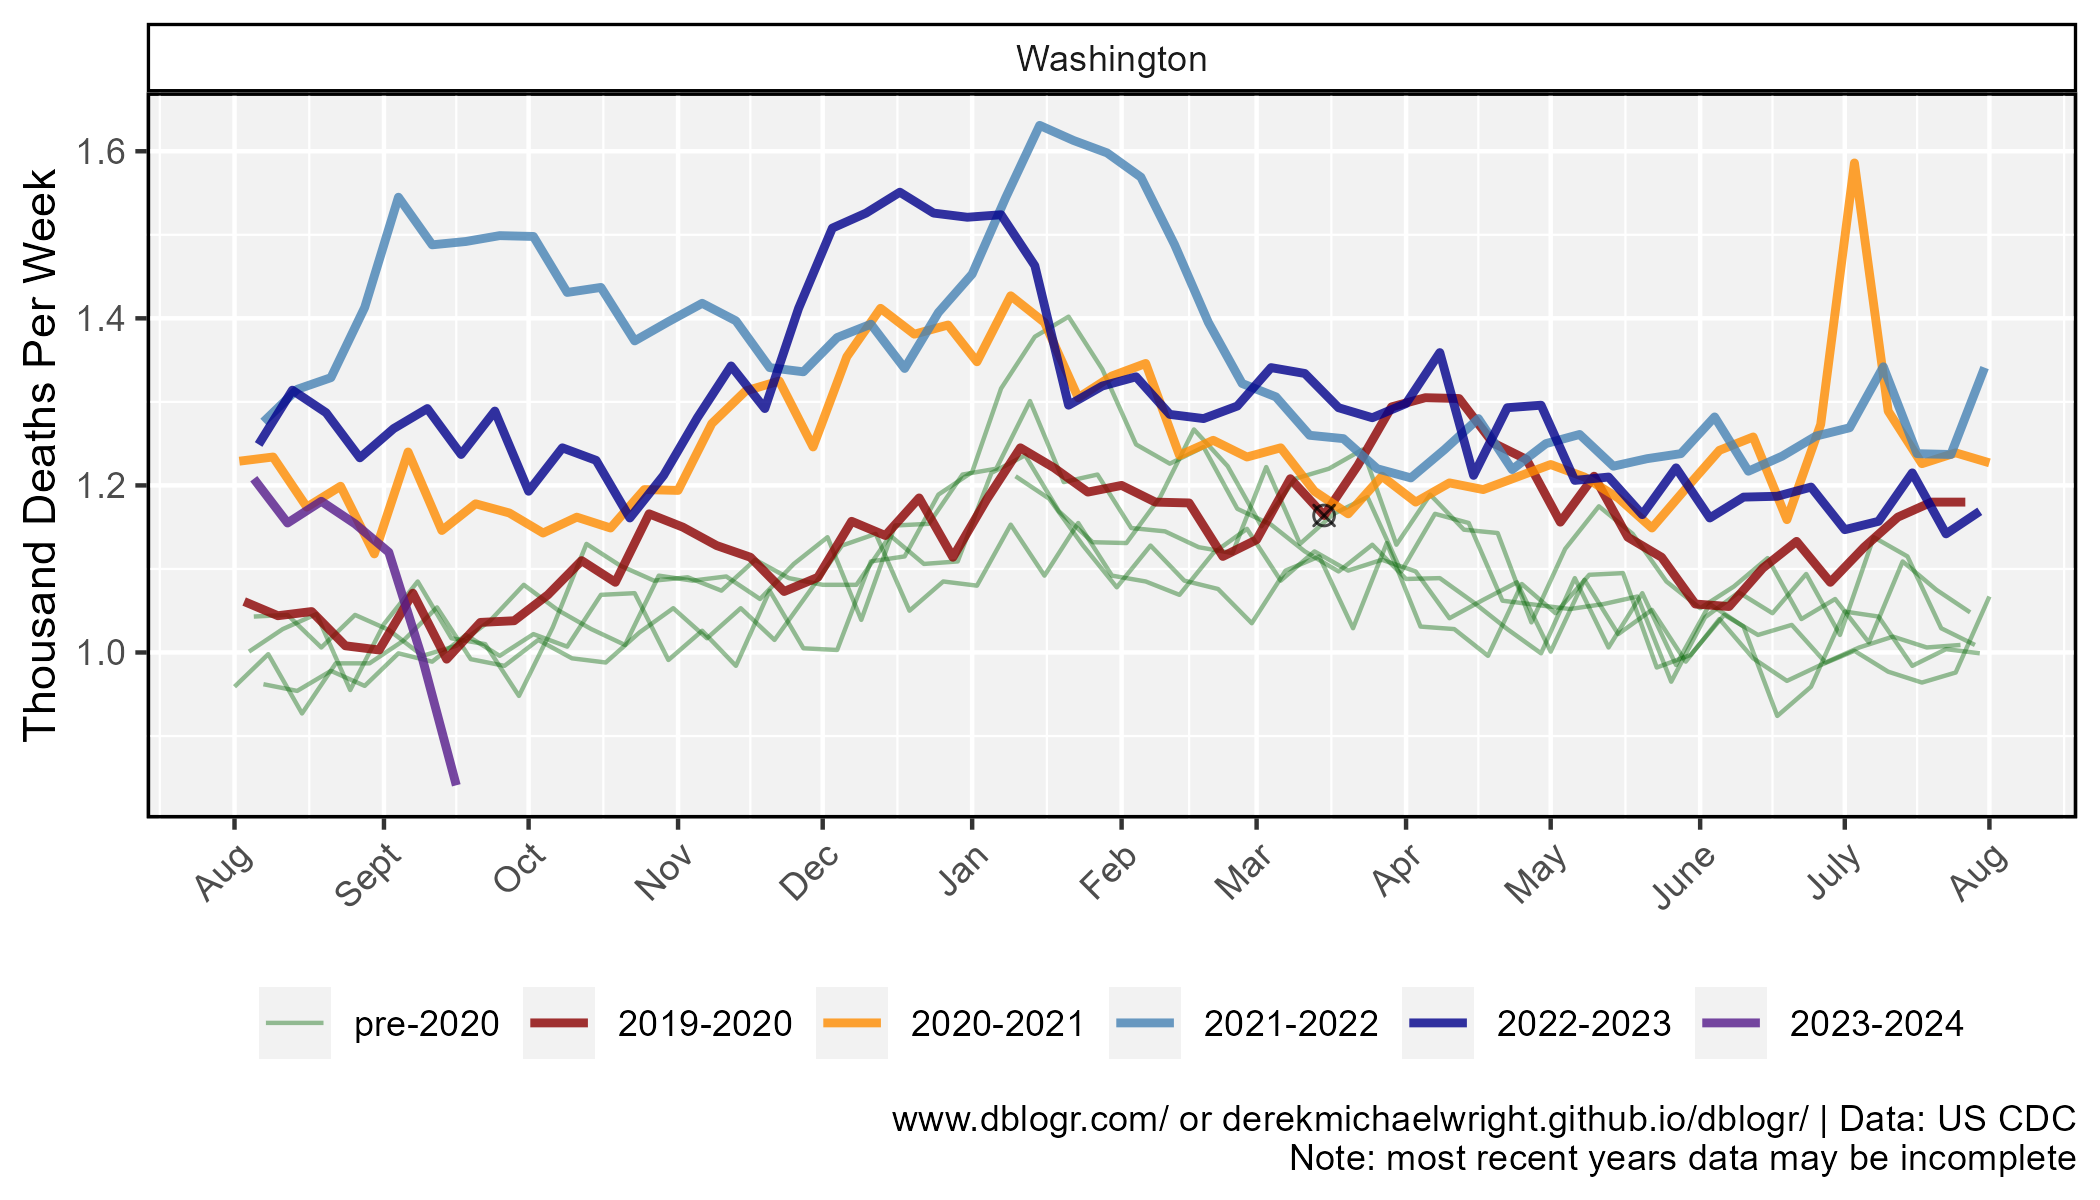 Washington
Thousand Deaths Per Week
1.6
1.4
1.2
1.0
Aug
Sept
Oct
Nov
Dec
Jan
Feb
Mar
Apr
May
June
July
Aug
pre-2020
2019-2020
2020-2021
2021-2022
2022-2023
2023-2024
www.dblogr.com/ or derekmichaelwright.github.io/dblogr/ | Data: US CDC
Note: most recent years data may be incomplete